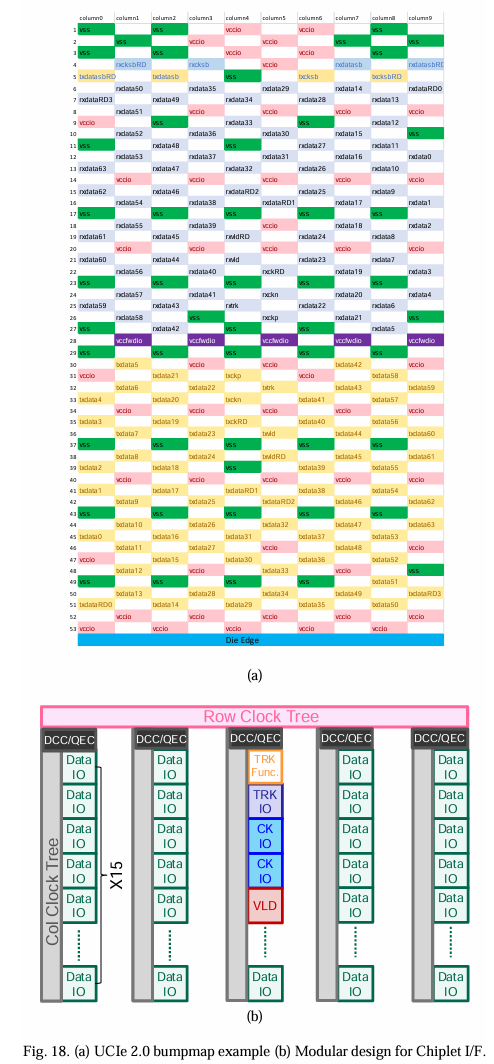 column0 column1 column2 column3 column4 column5 column6 column7 column8 column9
1 vss vss vccio vccio vss
2 vss vccio vccio vss vss
3 vss vss vccio vccio vss
4 rxcksbRD rxcksb vccio rxdatasb rxdatasbRD
5 txdatasbRD txdatasb vss txcksb txcksbRD
6 rxdata50 rxdata35 rxdata29 rxdata14 rxdataRD0
7 rxdataRD3 rxdata49 rxdata34 rxdata28 rxdata13
8 rxdata51 vccio vccio vccio vccio
9 vccio vss rxdata33 vss rxdata12
10 rxdata52 rxdata36 rxdata30 rxdata15 vss
11 vss rxdata48 vss rxdata27 rxdata11
12 rxdata53 rxdata37 rxdata31 rxdata16 rxdata0
13 rxdata63 rxdata47 rxdata32 rxdata26 rxdata10
14 vccio vccio vccio vccio vccio
15 rxdata62 rxdata46 rxdataRD2 rxdata25 rxdata9
16 rxdata54 rxdata38 rxdataRD1 rxdata17 rxdata1
17 vss vss vss vss vss
18 rxdata55 rxdata39 vccio rxdata18 rxdata2
19 rxdata61 rxdata45 rxvldRD rxdata24 rxdata8
20 vccio vccio vccio vccio vccio
21 rxdata60 rxdata44 rxvld rxdata23 rxdata7
22 rxdata56 rxdata40 rxckRD rxdata19 rxdata3
23 vss vss vss vss vss
24 rxdata57 rxdata41 rxckn rxdata20 rxdata4
25 rxdata59 rxdata43 rxtrk rxdata22 rxdata6
26 rxdata58 vss rxckp rxdata21 vss
27 vss rxdata42 vss vss rxdata5
28 vccfwdio vccfwdio vccfwdio vccfwdio vccfwdio
29 vss vss vss vss vss
30 txdata5 vccio vccio txdata42 vccio
31 vccio txdata21 txckp vccio txdata58
32 txdata6 txdata22 txtrk txdata43 txdata59
33 txdata4 txdata20 txckn txdata41 txdata57
34 vccio vccio vccio vccio vccio
35 txdata3 txdata19 txckRD txdata40 txdata56
36 txdata7 txdata23 txvld txdata44 txdata60
37 vss vss vss vss vss
38 txdata8 txdata24 txvldRD txdata45 txdata61
39 txdata2 txdata18 vss txdata39 txdata55
40 vccio vccio vccio vccio vccio
41 txdata1 txdata17 txdataRD1 txdata38 txdata54
42 txdata9 txdata25 txdataRD2 txdata46 txdata62
43 vss vss vss vss vss
44 txdata10 txdata26 txdata32 txdata47 txdata63
45 txdata0 txdata16 txdata31 txdata37 txdata53
46 txdata11 txdata27 vccio txdata48 vccio
47 vccio txdata15 txdata30 txdata36 txdata52
48 txdata12 vccio txdata33 vccio vss
49 vss vss vss vss txdata51
50 txdata13 txdata28 txdata34 txdata49 txdataRD3
51 txdataRD0 txdata14 txdata29 txdata35 txdata50
52 vccio vccio vccio vccio vccio
53 vccio vccio vccio vccio vccio
Die Edge
(a)
Row Clock Tree
DCC/QEC DCC/QEC DCC/QEC DCC/QEC DCC/QEC
Col Clock Tree
X15
Data Data TRK Data Data
IO IO Func. IO IO
Data Data TRK Data Data
IO IO IO IO IO
Data Data CK Data Data
IO IO IO IO IO
Data Data CK Data Data
IO IO IO IO IO
Data Data VLD Data Data
IO IO IO IO
Data Data Data Data Data
IO IO IO IO IO
(b)
Fig. 18. (a) UCIe 2.0 bumpmap example (b) Modular design for Chiplet I/F.